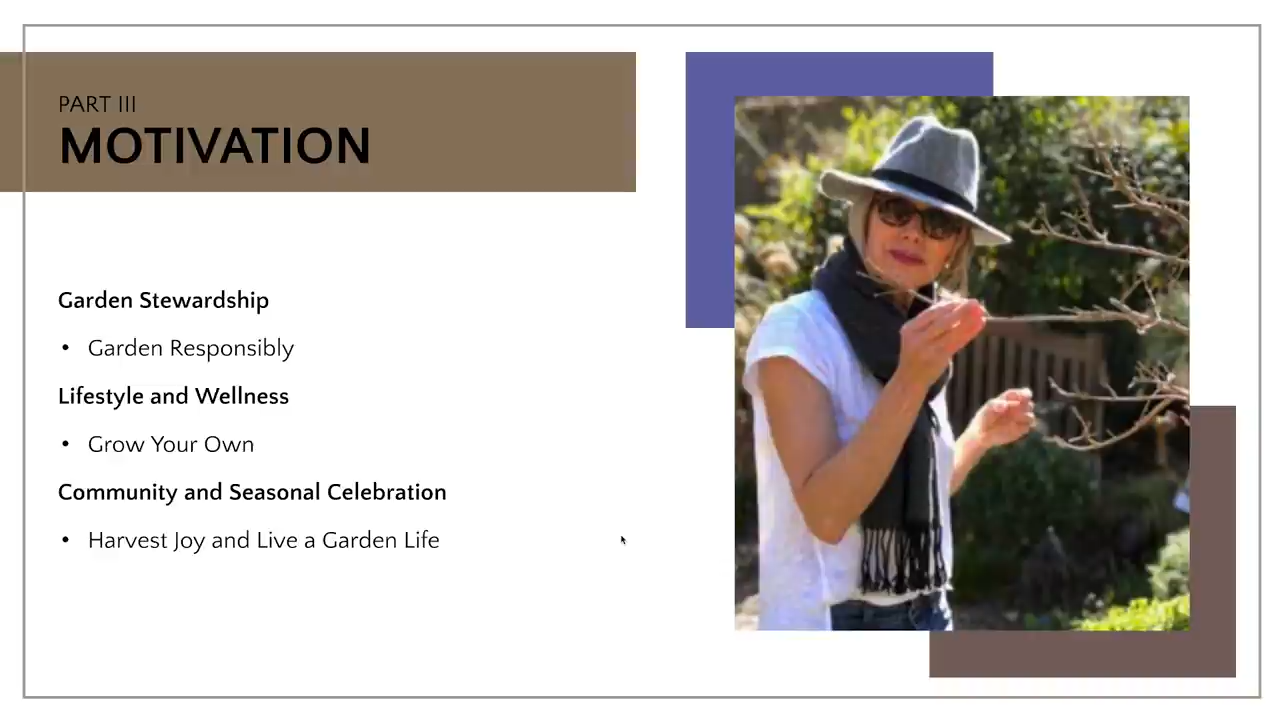 PART III
MOTIVATION
Garden Stewardship
• Garden Responsibly
Lifestyle and Wellness
• Grow Your Own
Community and Seasonal Celebration
• Harvest Joy and Live a Garden Life